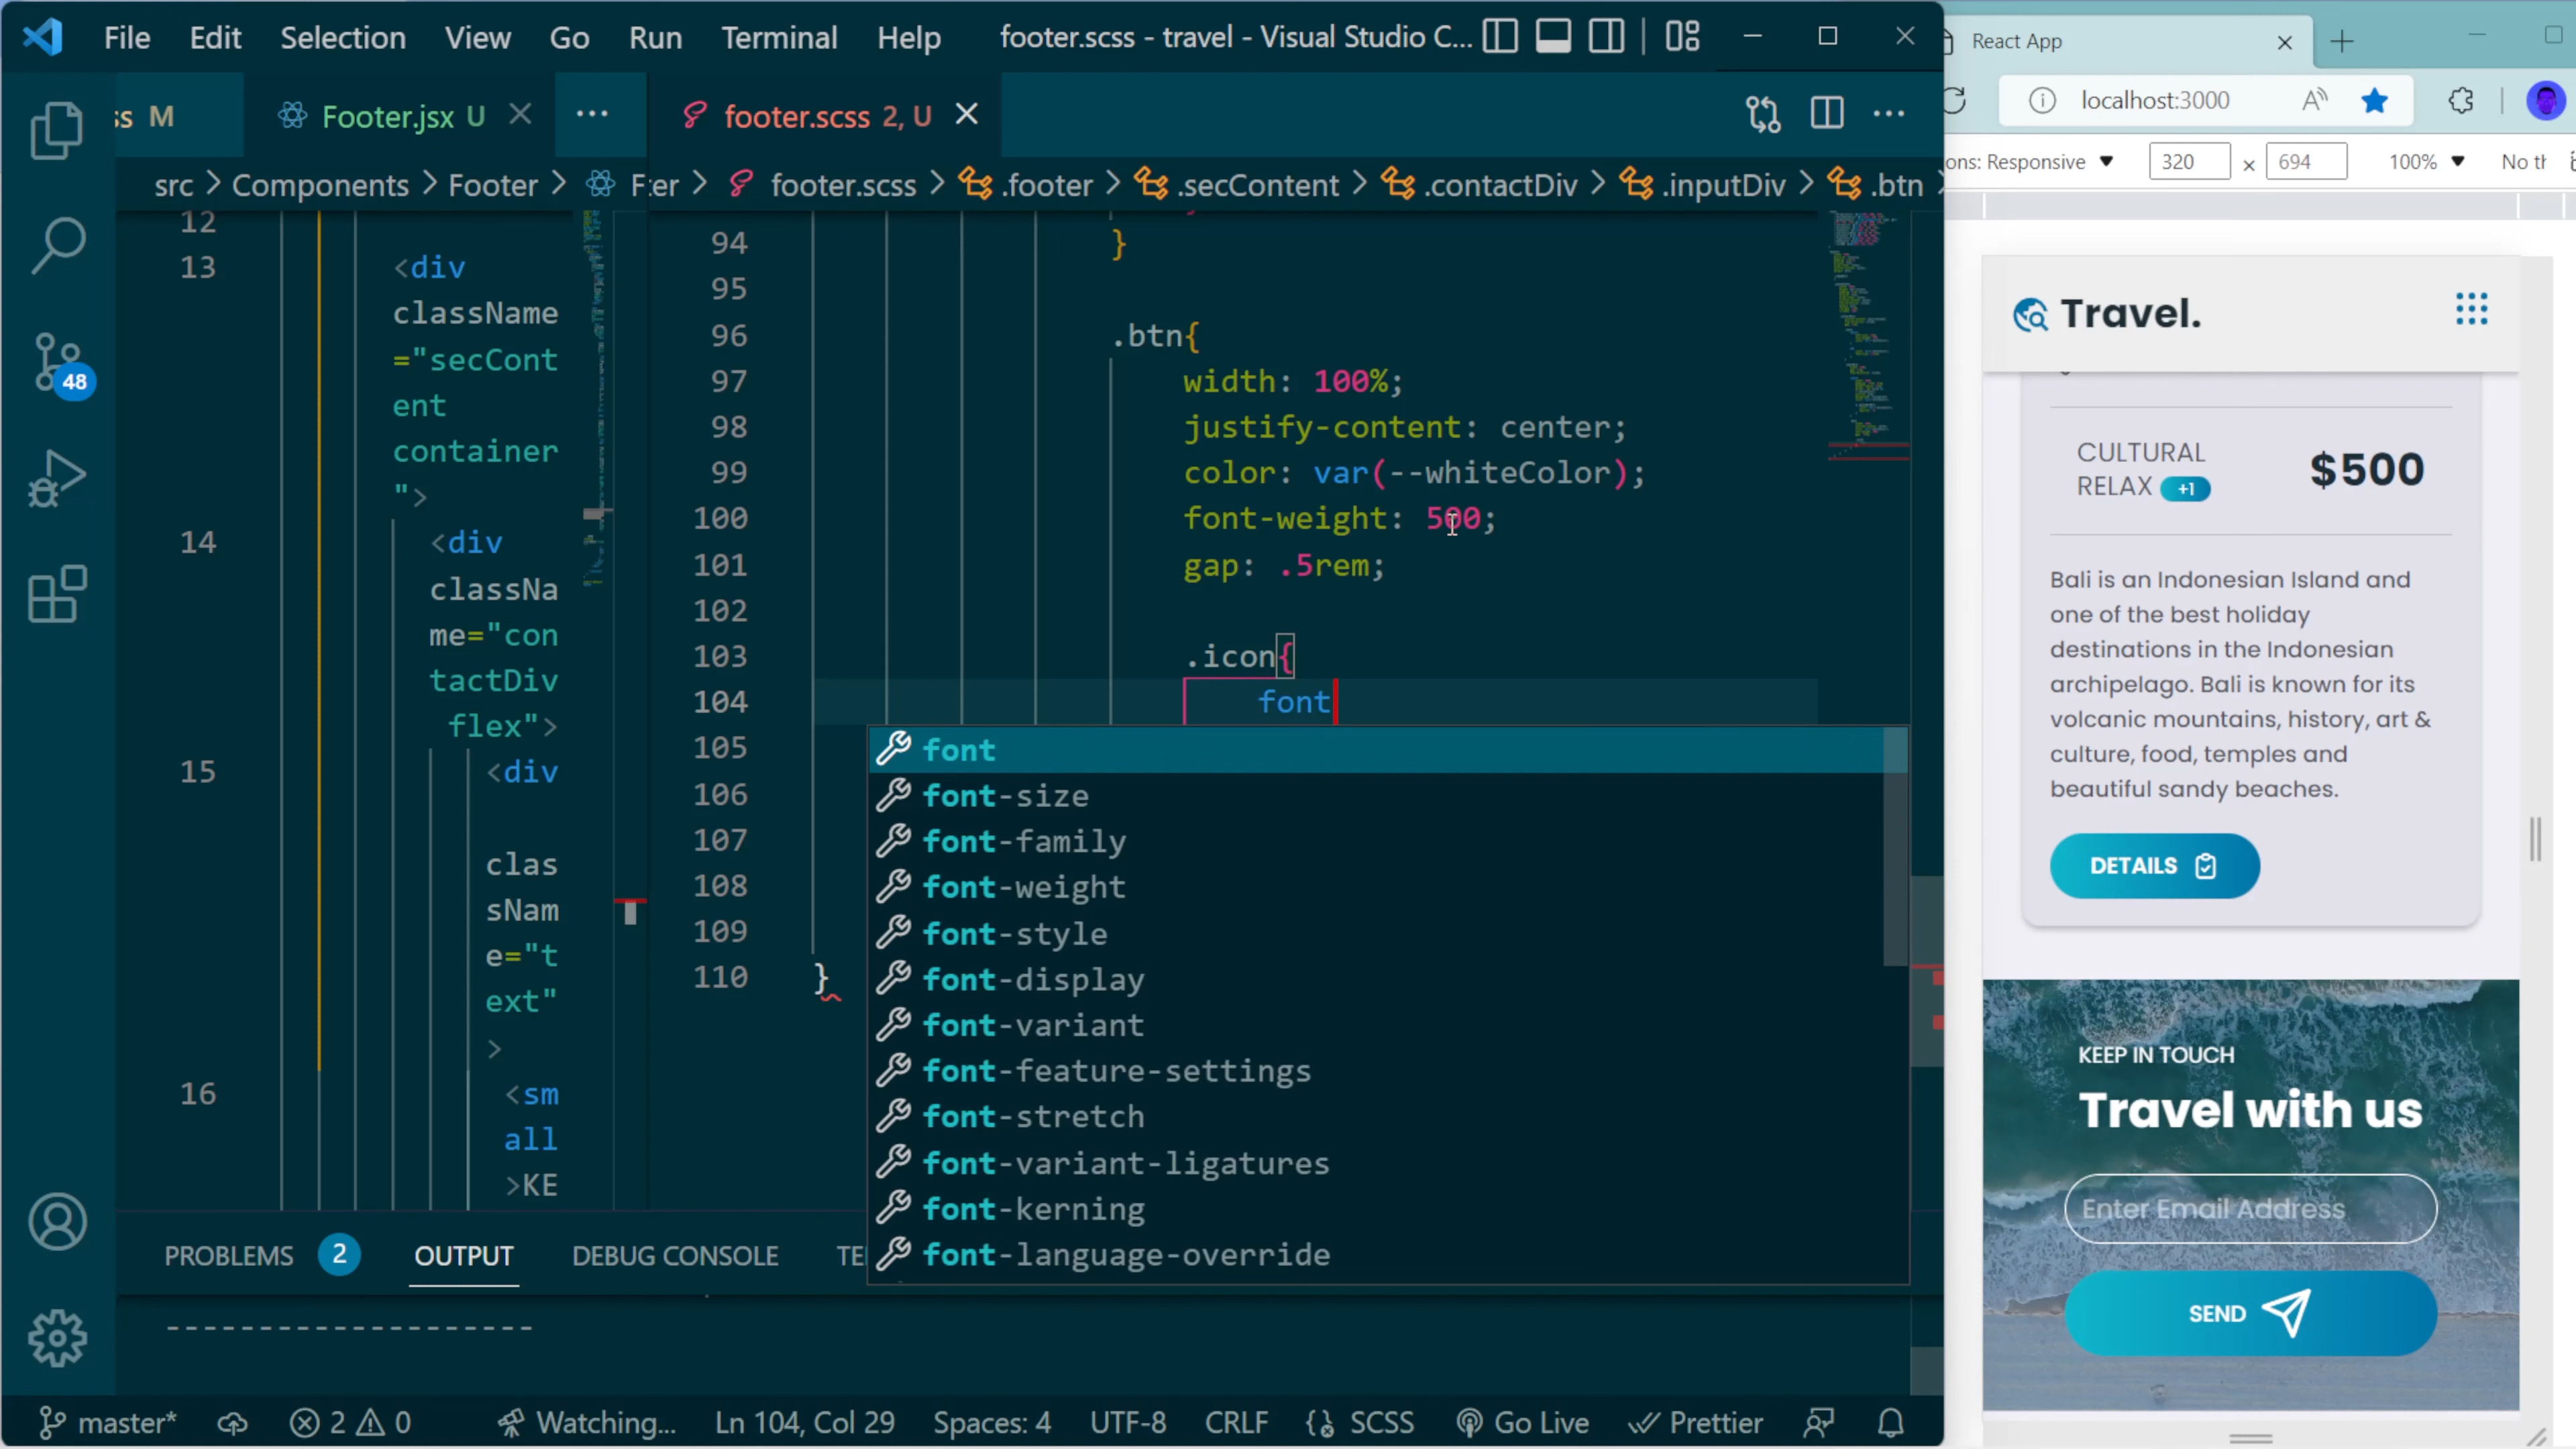 File Edit Selection View Go Run Terminal Help footer.scss - travel - Visual Studio C...
ss M Footer.jsx U ... footer.scss 2, U
src > Components > Footer > F
er > footer.scss > .footer > .secContent > .contactDiv > .inputDiv > .btn
12
13 <div
className
="secCont
ent
container
">
14 <div
classNa
me="con
tactDiv
flex">
15 <div
clas
sNam
e="t
ext"
>
16 <sm
all
>KE
94 }
95
96 .btn{
97 width: 100%;
98 justify-content: center;
99 color: var(--whiteColor);
100 font-weight: 500;
101 gap: .5rem;
102
103 .icon{
104 font
105
106
107
108
109
110 }
font
font-size
font-family
font-weight
font-style
font-display
font-variant
font-feature-settings
font-stretch
font-variant-ligatures
font-kerning
font-language-override
48
PROBLEMS 2 OUTPUT DEBUG CONSOLE TE
--------------------
master* 2 0 Watching... Ln 104, Col 29 Spaces: 4 UTF-8 CRLF SCSS Go Live Prettier
React App
localhost:3000
ons: Responsive 320 × 694 100% No th
Travel.
CULTURAL
RELAX +1
$500
Bali is an Indonesian Island and
one of the best holiday
destinations in the Indonesian
archipelago. Bali is known for its
volcanic mountains, history, art &
culture, food, temples and
beautiful sandy beaches.
DETAILS
KEEP IN TOUCH
Travel with us
Enter Email Address
SEND